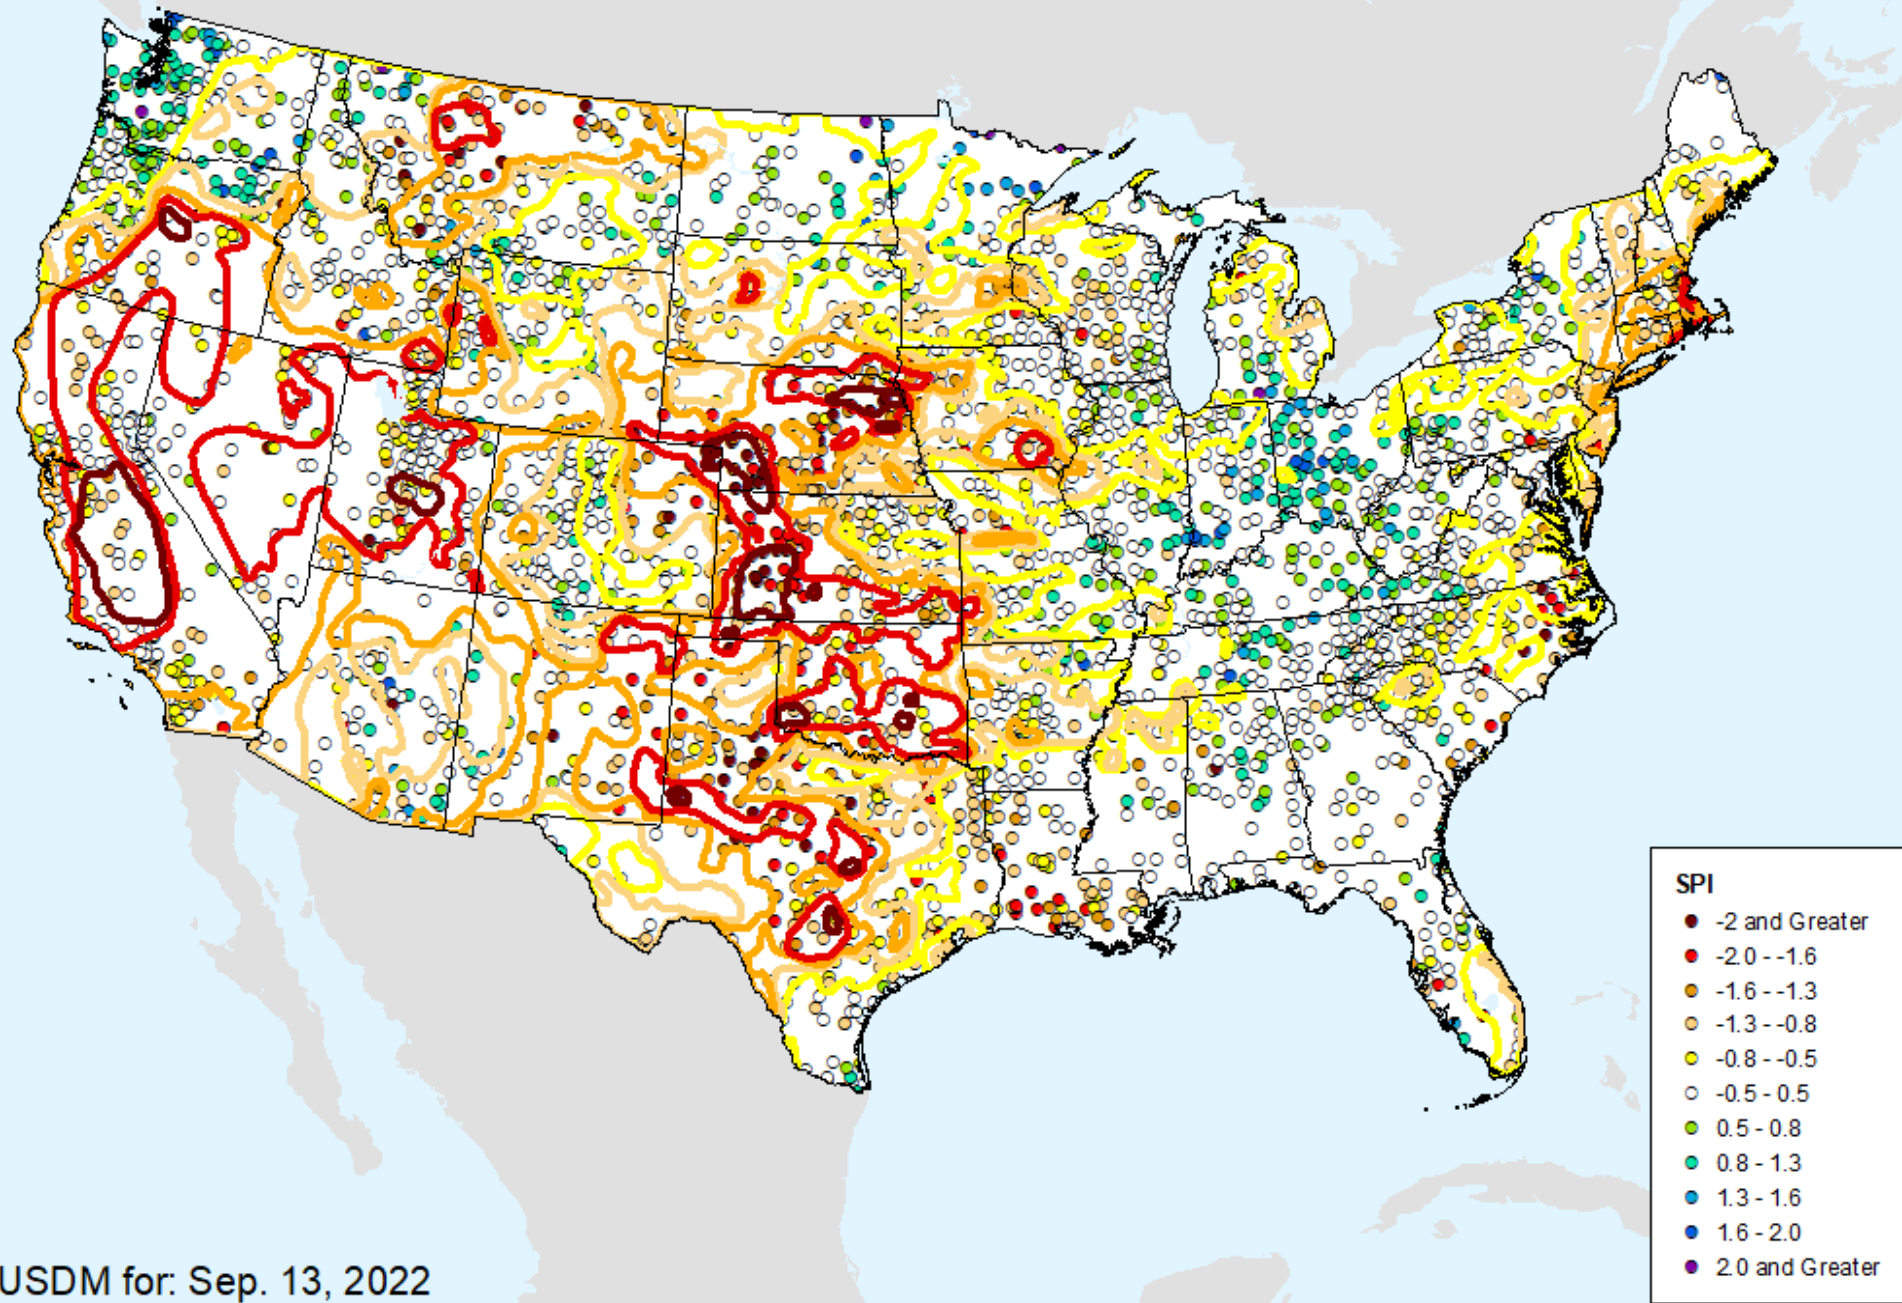 SPI
-2 and Greater
-2.0 - -1.6
-1.6 - -1.3
-1.3 - -0.8
-0.8 - -0.5
-0.5 - 0.5
0.5 - 0.8
0.8 - 1.3
1.3 - 1.6
1.6 - 2.0
2.0 and Greater
USDM for: Sep. 13, 2022